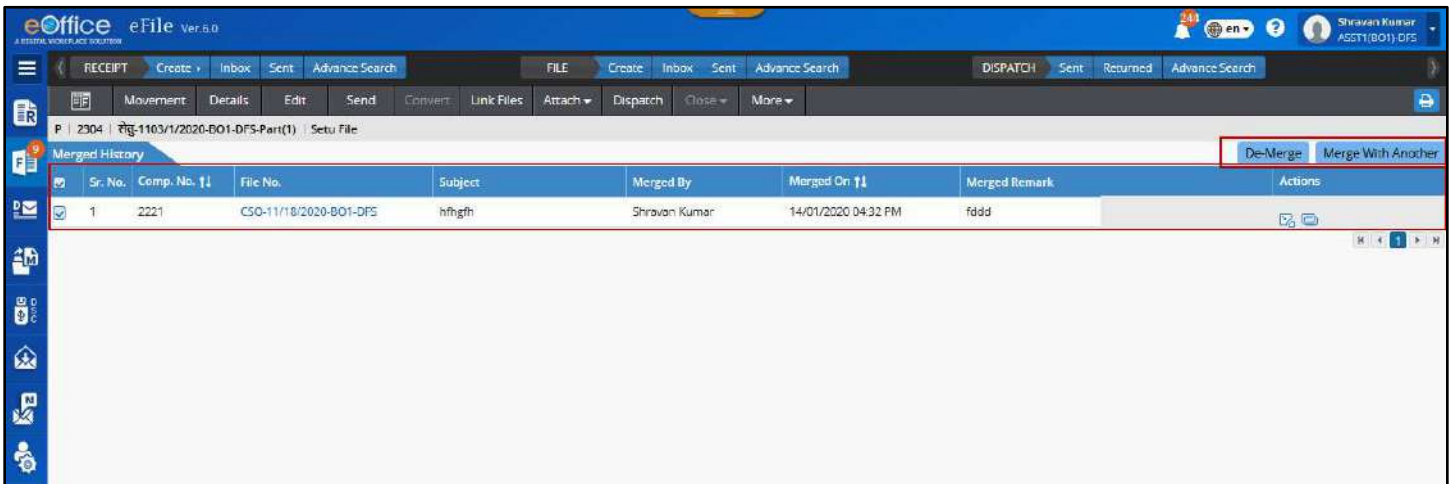 eOffice eFile Ver.6.0 244 en ? Shravan Kumar
A DIGITAL WORKPLACE SOLUTION ASST1(BO1)-DFS
RECEIPT Create Inbox Sent Advance Search FILE Create Inbox Sent Advance Search DISPATCH Sent Returned Advance Search
Movement Details Edit Send Convert Link Files Attach Dispatch Close More
P | 2304 | सेतु-1103/1/2020-BO1-DFS-Part(1) | Setu File
9
Merged History De-Merge Merge With Another
Sr. No. Comp. No. File No. Subject Merged By Merged On Merged Remark Actions
1 2221 CSO-11/18/2020-BO1-DFS hfhgfh Shravan Kumar 14/01/2020 04:32 PM fddd
1
R
F
D
M
DSC
N